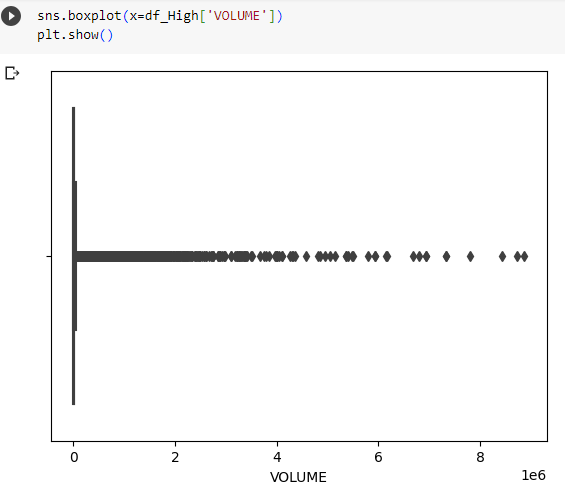 sns.boxplot(x=df_High['VOLUME'])
plt.show()
0 2 4 6 8
1e6
VOLUME